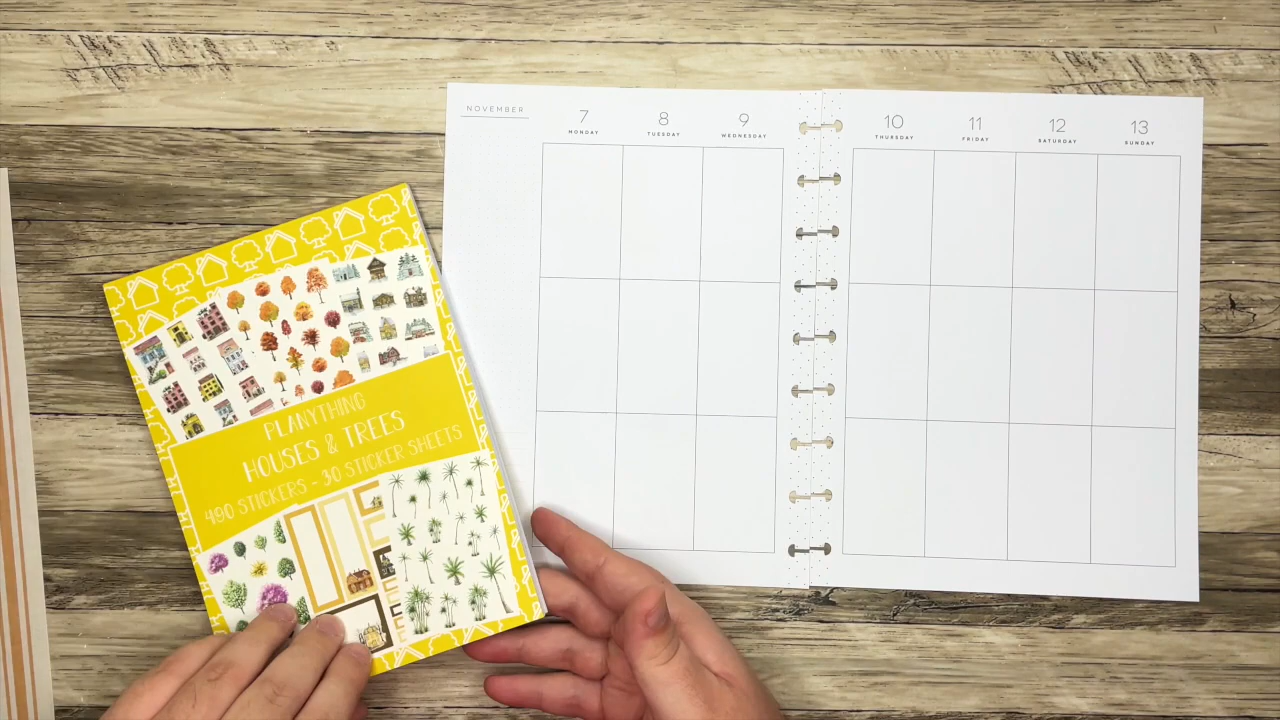 NOVEMBER
7 8 9
MONDAY TUESDAY WEDNESDAY
10 11 12 13
THURSDAY FRIDAY SATURDAY SUNDAY
PLANYTHING
HOUSES & TREES
490 STICKERS - 30 STICKER SHEETS